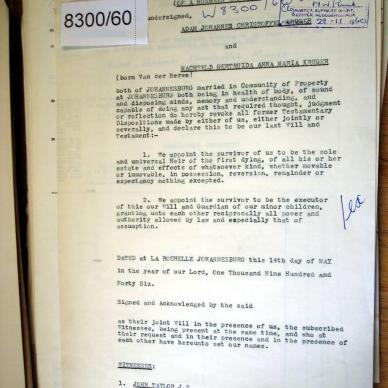 8300/60
W8300/60
undersigned,
ADAM JOHANNES CHRISTOFFEL
28-11-1960
and
MACHTELD GERTRUIDA ANNA MARIA KRUGER
(born Van der Merwe)
both of JOHANNESBURG married in Community of Property
at JOHANNESBURG both being in health of body, of sound
and disposing minds, memory and understanding, and
capable of doing any act that required thought, judgment
or reflection do hereby revoke all former Testamentary
Dispositions made by either of us, either jointly or
severally, and declare this to be our last Will and
Testament:-
1. We appoint the survivor of us to be the sole
and universal Heir of the first dying, of all his or her
estate and effects of whatsoever kind, whether movable
or immovable, in possession, reversion, remainder or
expectancy nothing excepted.
2. We appoint the survivor to be the executor
of this our Will and Guardian of our minor children,
granting unto each other reciprocally all power and
authority allowed by law and especially that of
assumption.
DATED at LA ROCHELLE JOHANNESBURG this 14th day of MAY
in the year of our Lord, One Thousand Nine Hundred and
Forty Six.
Signed and Acknowledged by the said
as their joint Will in the presence of us, the subscribed
Witnesses, being present at the same time, and who at
their request and in their presence and in the presence of
each other have hereunto set our names.
WITNESSES:
1. JOHN TAYLOR J.P.